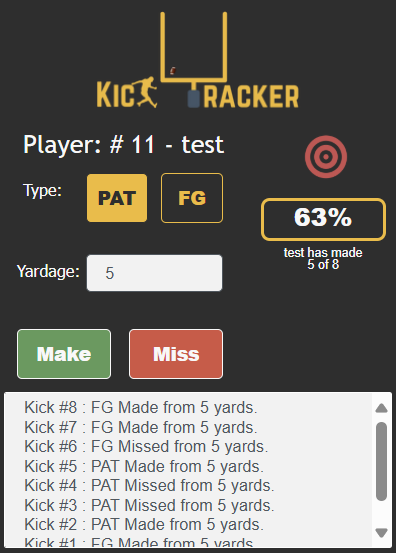 KICK TRACKER
Player: # 11 - test
Type:
PAT
FG
63%
test has made
5 of 8
Yardage:
5
Make
Miss
Kick #8 : FG Made from 5 yards.
Kick #7 : FG Made from 5 yards.
Kick #6 : FG Missed from 5 yards.
Kick #5 : PAT Made from 5 yards.
Kick #4 : PAT Missed from 5 yards.
Kick #3 : PAT Missed from 5 yards.
Kick #2 : PAT Made from 5 yards.
Kick #1 : FG Made from 5 yards.